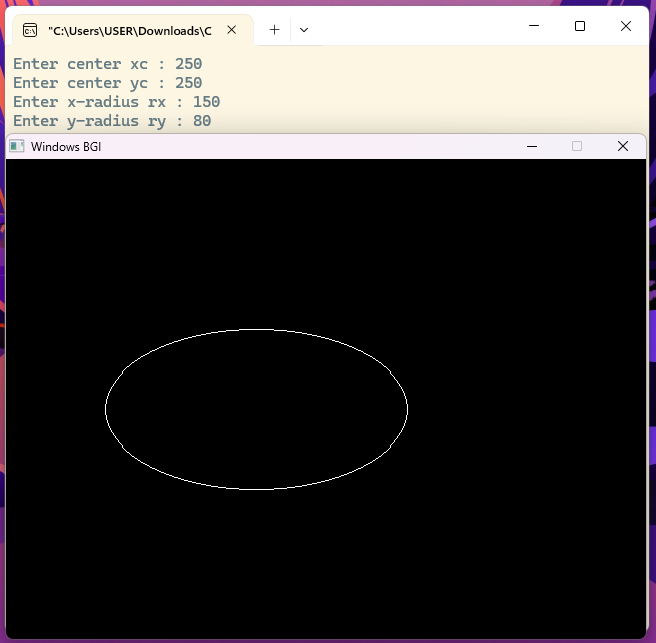 "C:\Users\USER\Downloads\C
Enter center xc : 250
Enter center yc : 250
Enter x-radius rx : 150
Enter y-radius ry : 80
Windows BGI